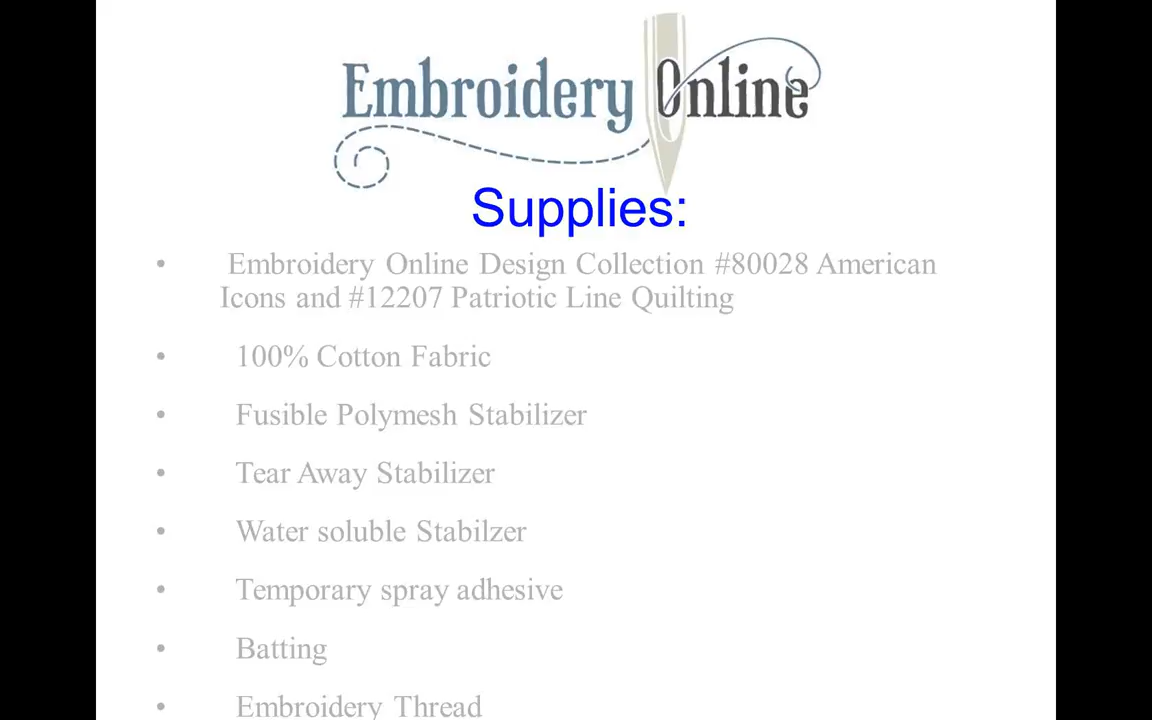 Embroidery Online
Supplies:
• Embroidery Online Design Collection #80028 American
Icons and #12207 Patriotic Line Quilting
• 100% Cotton Fabric
• Fusible Polymesh Stabilizer
• Tear Away Stabilizer
• Water soluble Stabilzer
• Temporary spray adhesive
• Batting
• Embroidery Thread